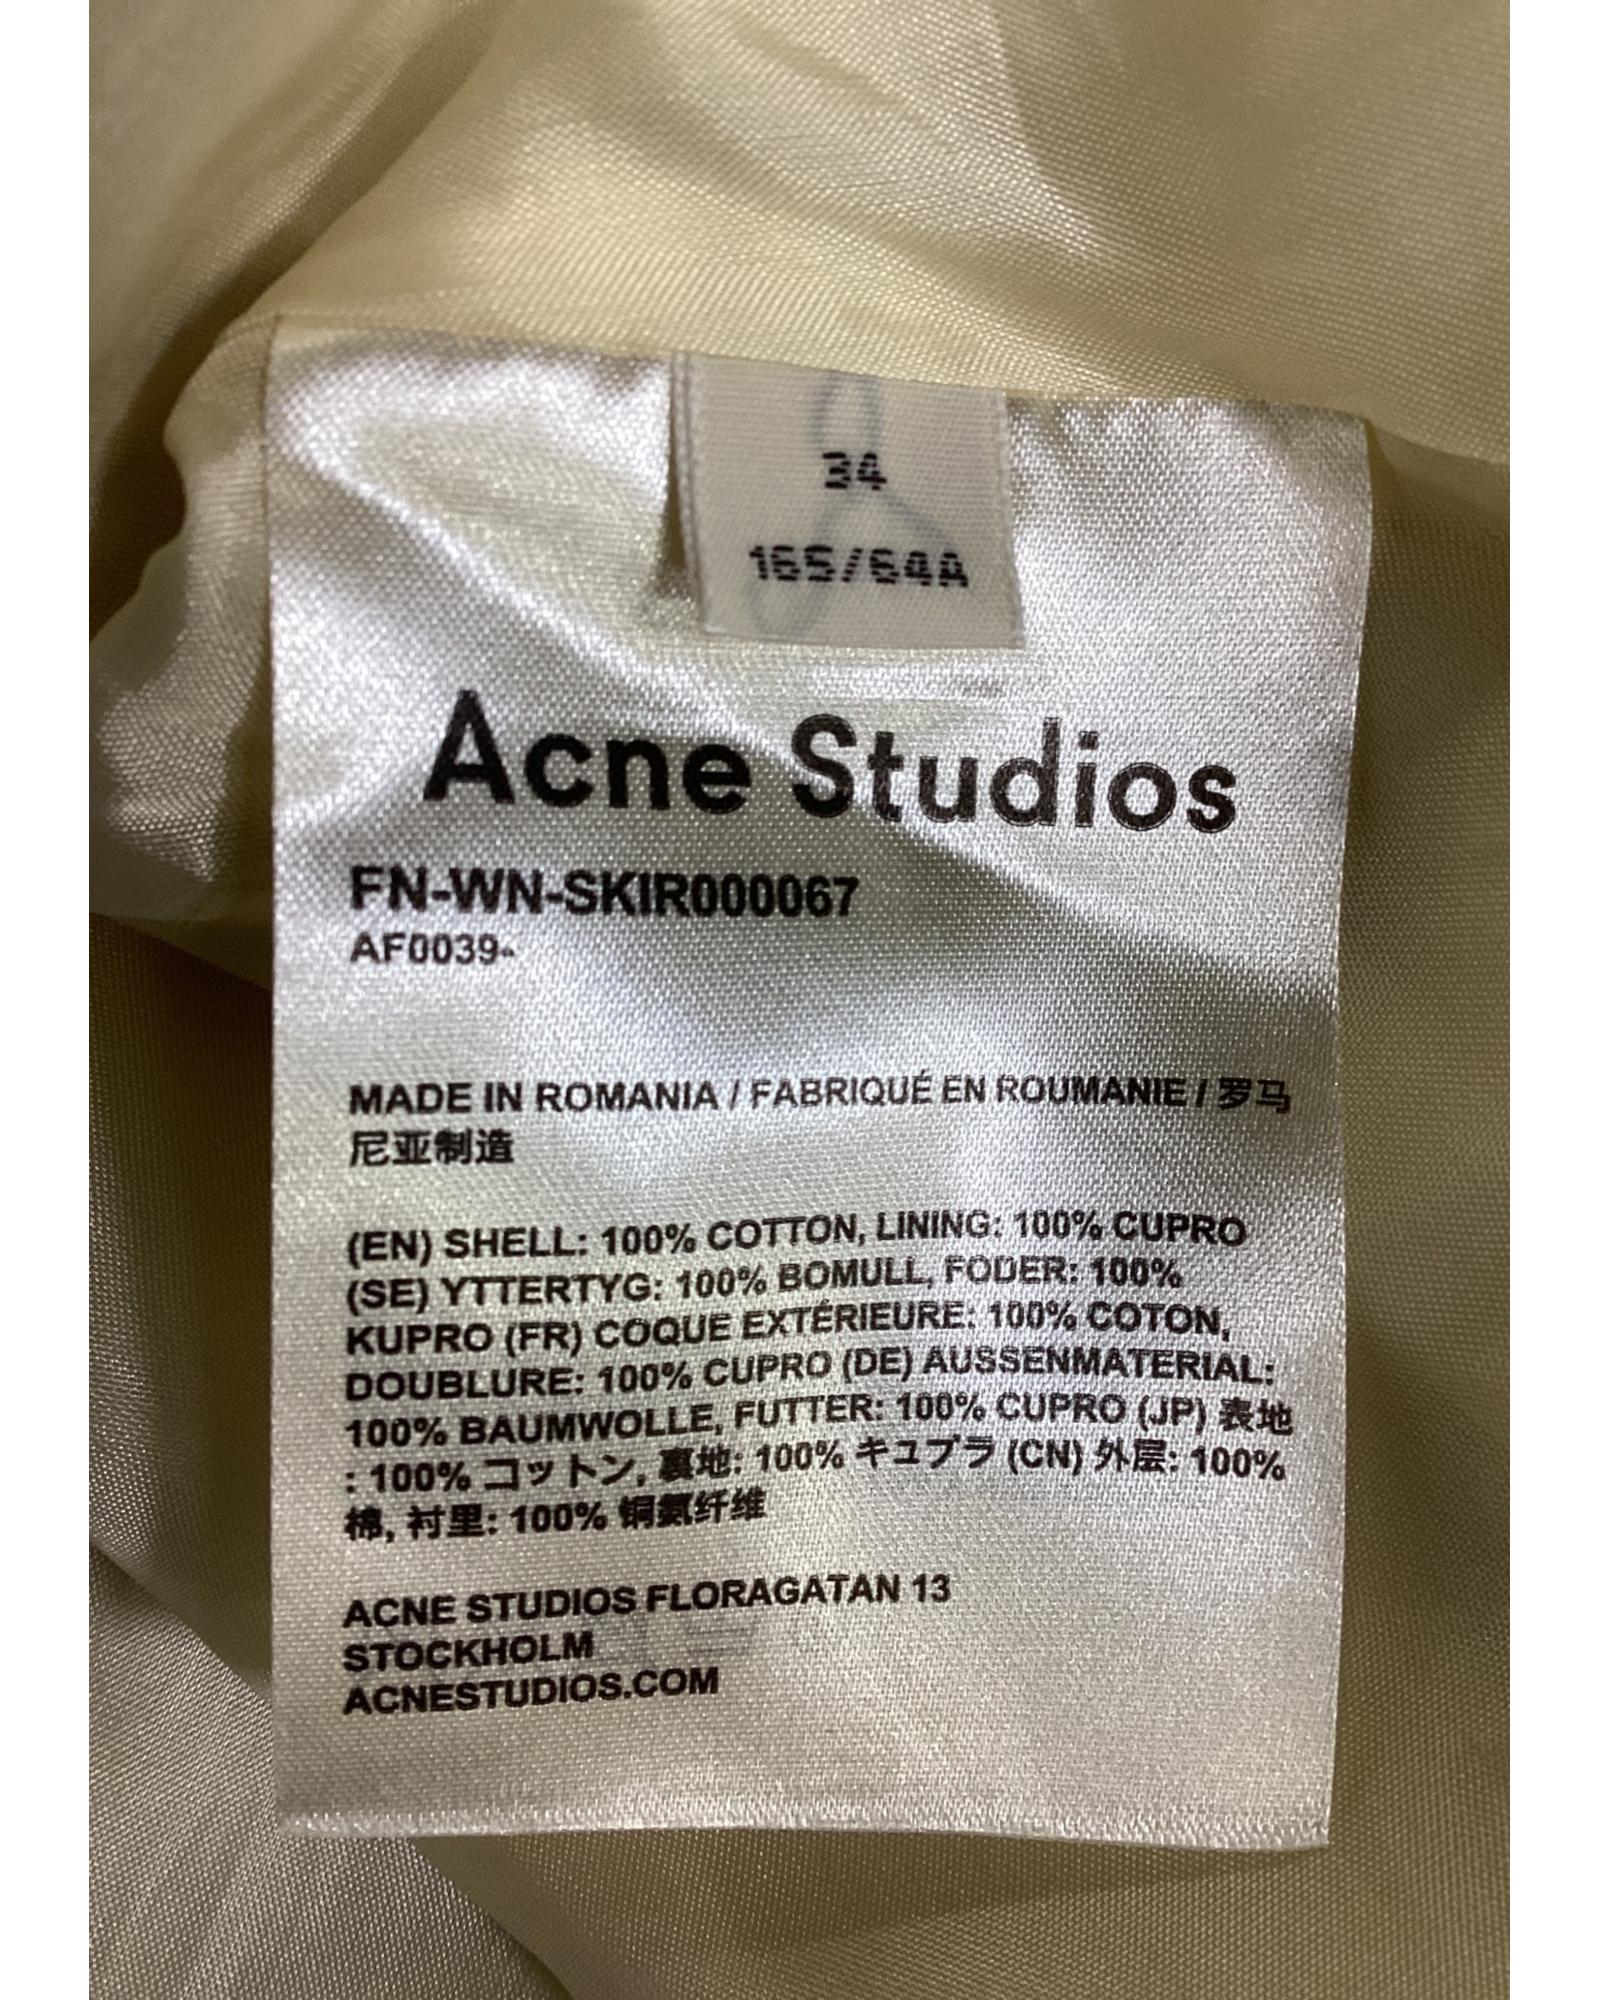 34
165/64A
Acne Studios
FN-WN-SKIR000067
AF0039-
MADE IN ROMANIA / FABRIQUÉ EN ROUMANIE / 罗马
尼亚制造
(EN) SHELL: 100% COTTON, LINING: 100% CUPRO
(SE) YTTERTYG: 100% BOMULL, FODER: 100%
KUPRO (FR) COQUE EXTÉRIEURE: 100% COTON,
DOUBLURE: 100% CUPRO (DE) AUSSENMATERIAL:
100% BAUMWOLLE, FUTTER: 100% CUPRO (JP) 表地
: 100% コットン, 裏地: 100% キュプラ (CN) 外层: 100%
棉, 衬里: 100% 铜氨纤维
ACNE STUDIOS FLORAGATAN 13
STOCKHOLM
ACNESTUDIOS.COM